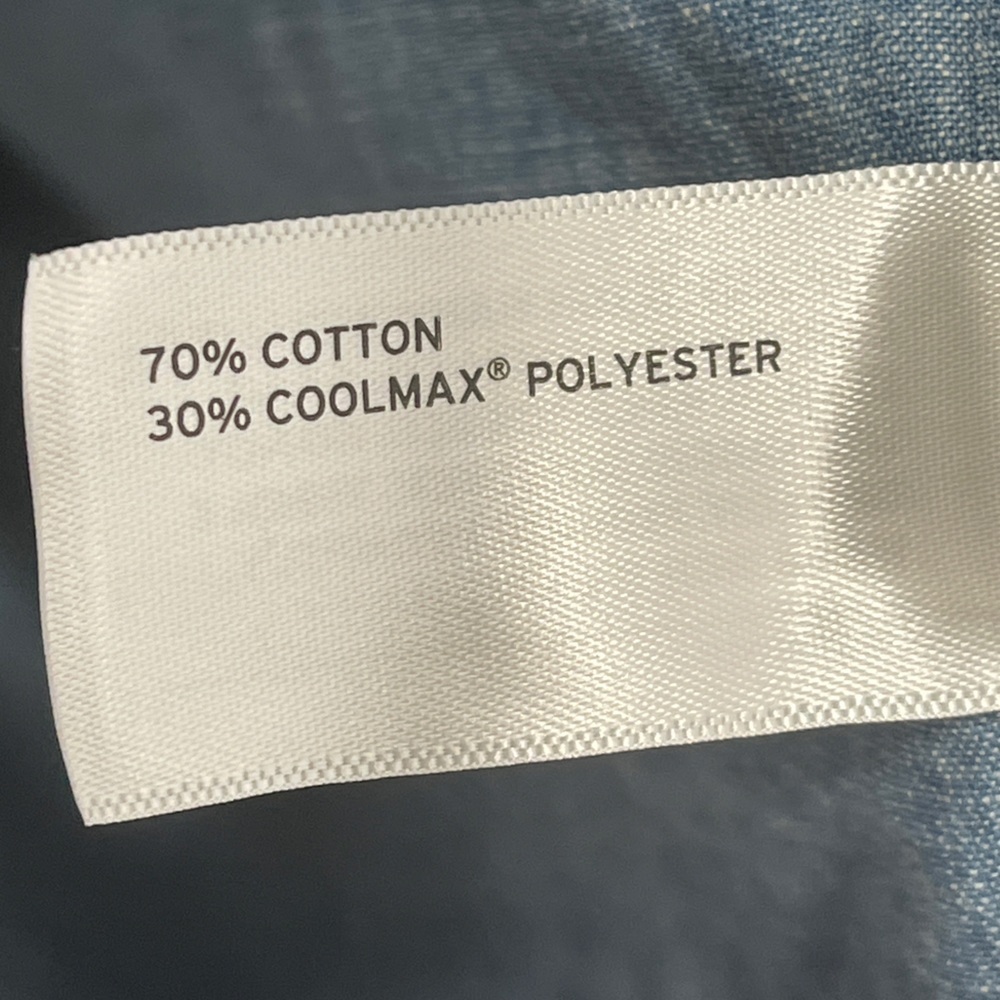 70% COTTON
30% COOLMAX® POLYESTER